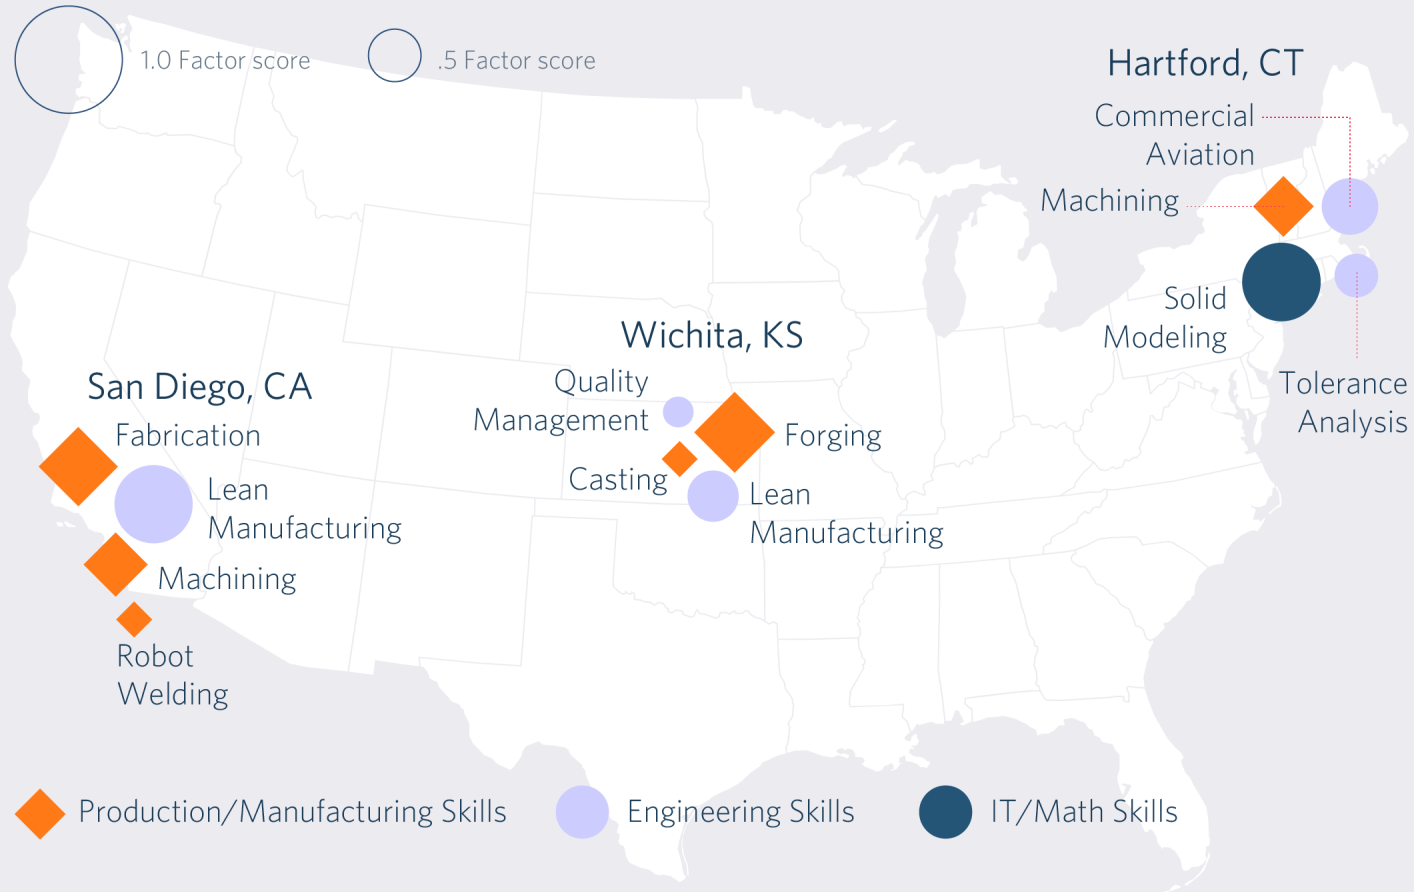 1.0 Factor score
.5 Factor score
Hartford, CT
Commercial
Aviation
Machining
Solid
Modeling
Tolerance
Analysis
Wichita, KS
Quality
Management
Forging
Casting
Lean
Manufacturing
San Diego, CA
Fabrication
Lean
Manufacturing
Machining
Robot
Welding
Production/Manufacturing Skills
Engineering Skills
IT/Math Skills